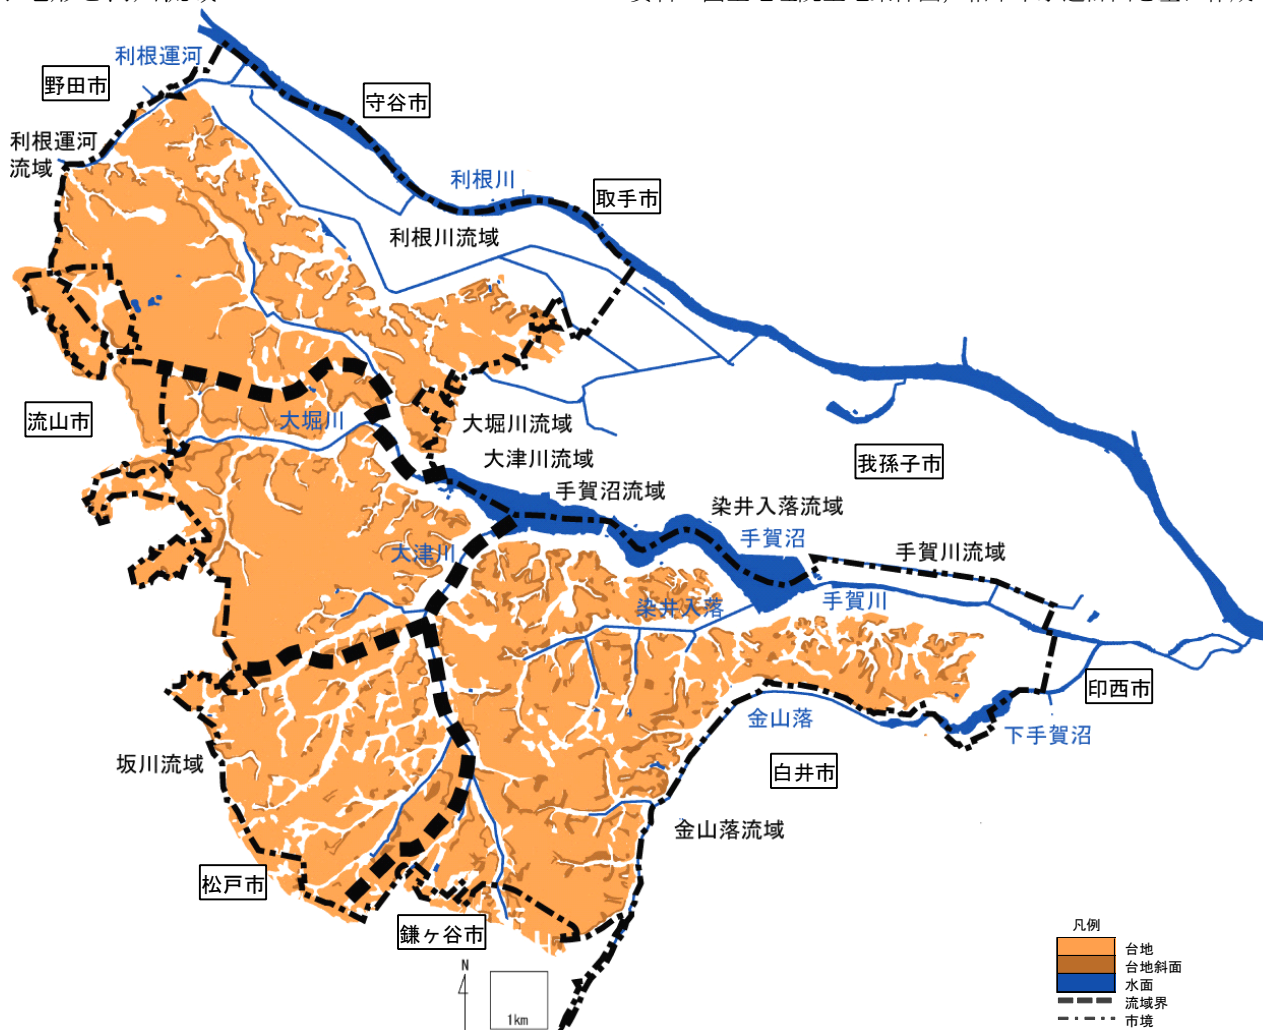 利根運河
野田市
守谷市
利根運河
流域
利根川
取手市
利根川流域
流山市
大堀川
大堀川流域
大津川流域
我孫子市
手賀沼流域
染井入落流域
手賀沼
手賀川流域
大津川
染井入落
手賀川
印西市
金山落
下手賀沼
坂川流域
白井市
金山落流域
松戸市
鎌ヶ谷市
凡例
台地
台地斜面
水面
流域界
市境
N
1km